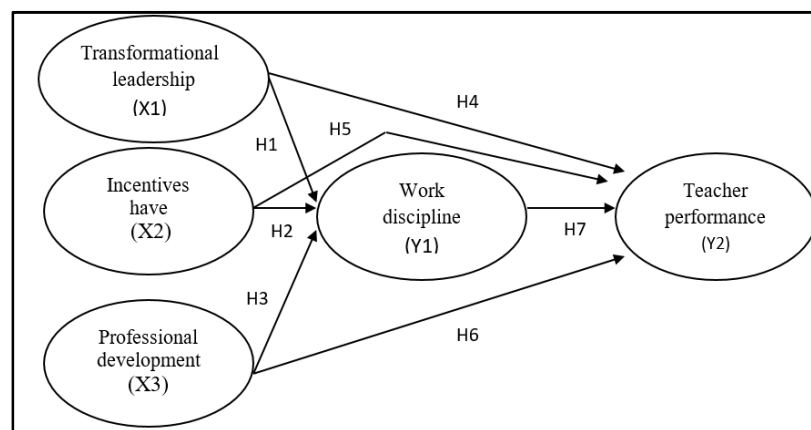 Transformational
leadership
(X1)
H4
H5
H1
Incentives
have
(X2)
Work
discipline
(Y1)
Teacher
performance
(Y2)
H2
H7
H3
Professional
development
(X3)
H6